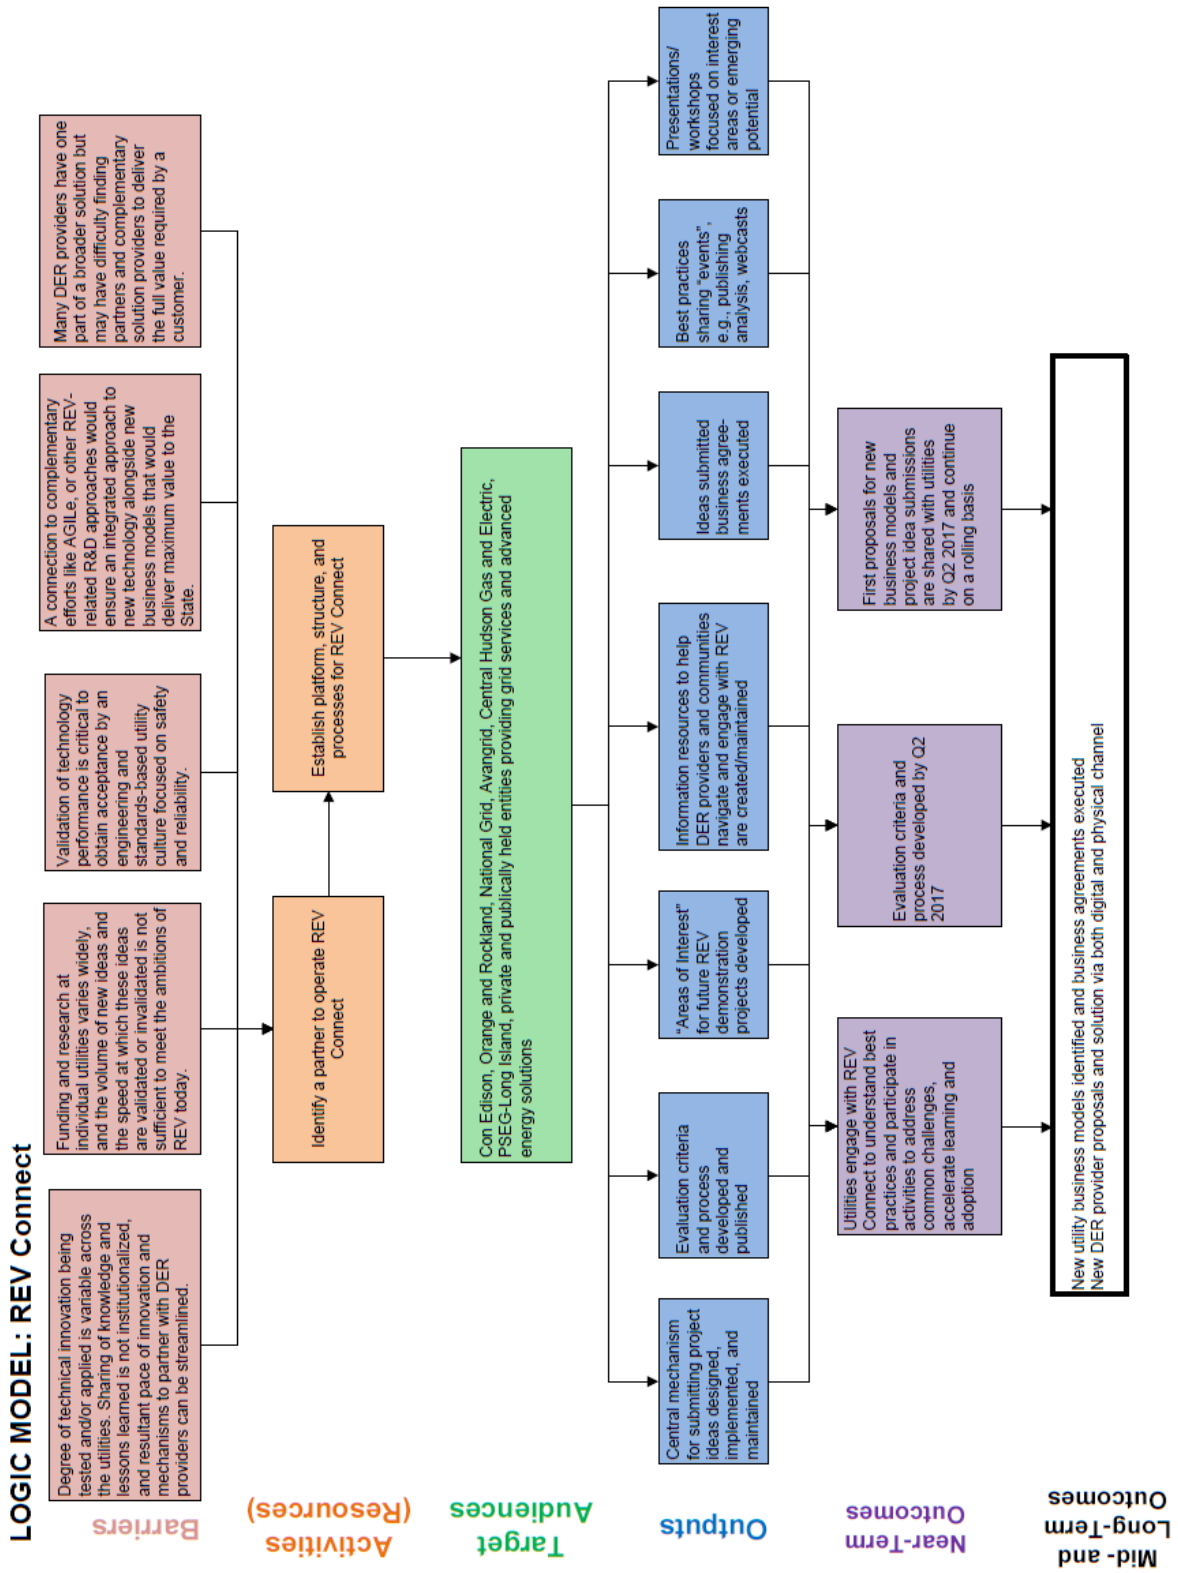 LOGIC MODEL: REV Connect
Barriers
Degree of technical innovation being
tested and/or applied is variable across
the utilities. Sharing of knowledge and
lessons learned is not institutionalized,
and resultant pace of innovation and
mechanisms to partner with DER
providers can be streamlined.
Funding and research at
individual utilities varies widely,
and the volume of new ideas and
the speed at which these ideas
are validated or invalidated is not
sufficient to meet the ambitions of
REV today.
Validation of technology
performance is critical to
obtain acceptance by an
engineering and
standards-based utility
culture focused on safety
and reliability.
A connection to complementary
efforts like AGILe, or other REV-
related R&D approaches would
ensure an integrated approach to
new technology alongside new
business models that would
deliver maximum value to the
State.
Many DER providers have one
part of a broader solution but
may have difficulty finding
partners and complementary
solution providers to deliver
the full value required by a
customer.
Activities
(Resources)
Identify a partner to operate REV
Connect
Establish platform, structure, and
processes for REV Connect
Target
Audiences
Con Edison, Orange and Rockland, National Grid, Avangrid, Central Hudson Gas and Electric,
PSEG-Long Island, private and publically held entities providing grid services and advanced
energy solutions
Outputs
Central mechanism
for submitting project
ideas designed,
implemented, and
maintained
Evaluation criteria
and process
developed and
published
“Areas of Interest”
for future REV
demonstration
projects developed
Information resources to help
DER providers and communities
navigate and engage with REV
are created/maintained
Ideas submitted
business agree-
ments executed
Best practices
sharing “events”,
e.g., publishing
analysis, webcasts
Presentations/
workshops
focused on interest
areas or emerging
potential
Near-Term
Outcomes
Utilities engage with REV
Connect to understand best
practices and participate in
activities to address
common challenges,
accelerate learning and
adoption
Evaluation criteria and
process developed by Q2
2017
First proposals for new
business models and
project idea submissions
are shared with utilities
by Q2 2017 and continue
on a rolling basis
Mid- and
Long-Term
Outcomes
New utility business models identified and business agreements executed
New DER provider proposals and solution via both digital and physical channel